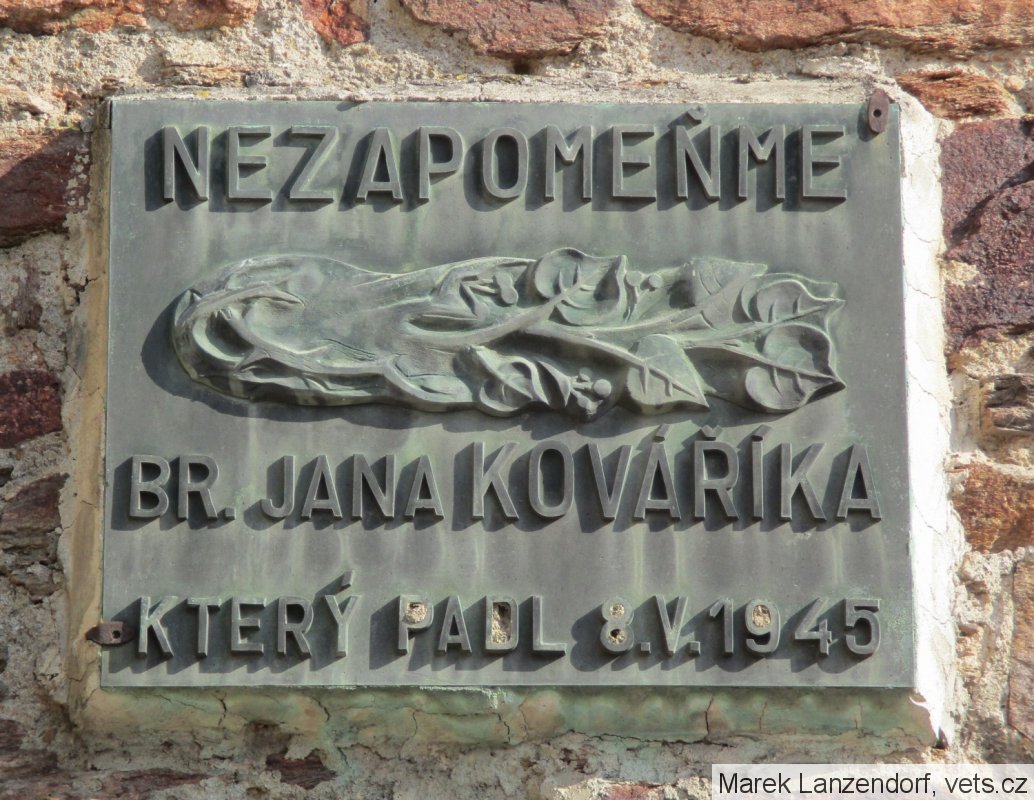 NEZAPOMEŇME
BR. JANA KOVÁŘÍKA
KTERÝ PADL 8.V.1945
Marek Lanzendorf, vets.cz